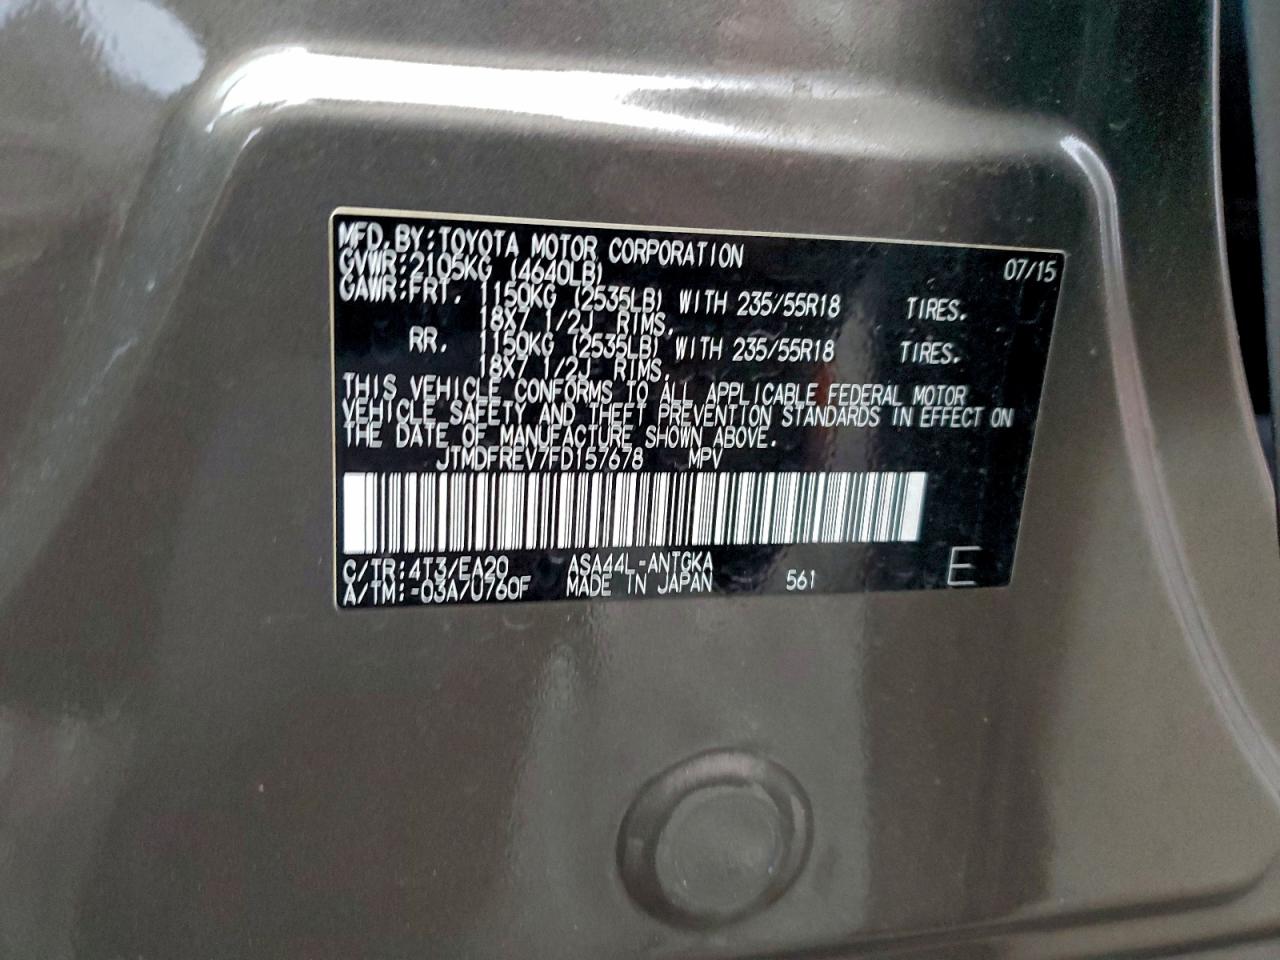 MFD.BY:TOYOTA MOTOR CORPORATION 07/15
GVWR:2105KG (4640LB)
GAWR:FRT. 1150KG (2535LB) WITH 235/55R18 TIRES.
18X7 1/2J RIMS,
RR. 1150KG (2535LB) WITH 235/55R18 TIRES.
18X7 1/2J RIMS,
THIS VEHICLE CONFORMS TO ALL APPLICABLE FEDERAL MOTOR
VEHICLE SAFETY AND THEFT PREVENTION STANDARDS IN EFFECT ON
THE DATE OF MANUFACTURE SHOWN ABOVE.
JTMDFREV7FD157678 MPV
C/TR:4T3/EA20 ASA44L-ANTGKA
A/TM:-03A/U760F MADE IN JAPAN 561 E